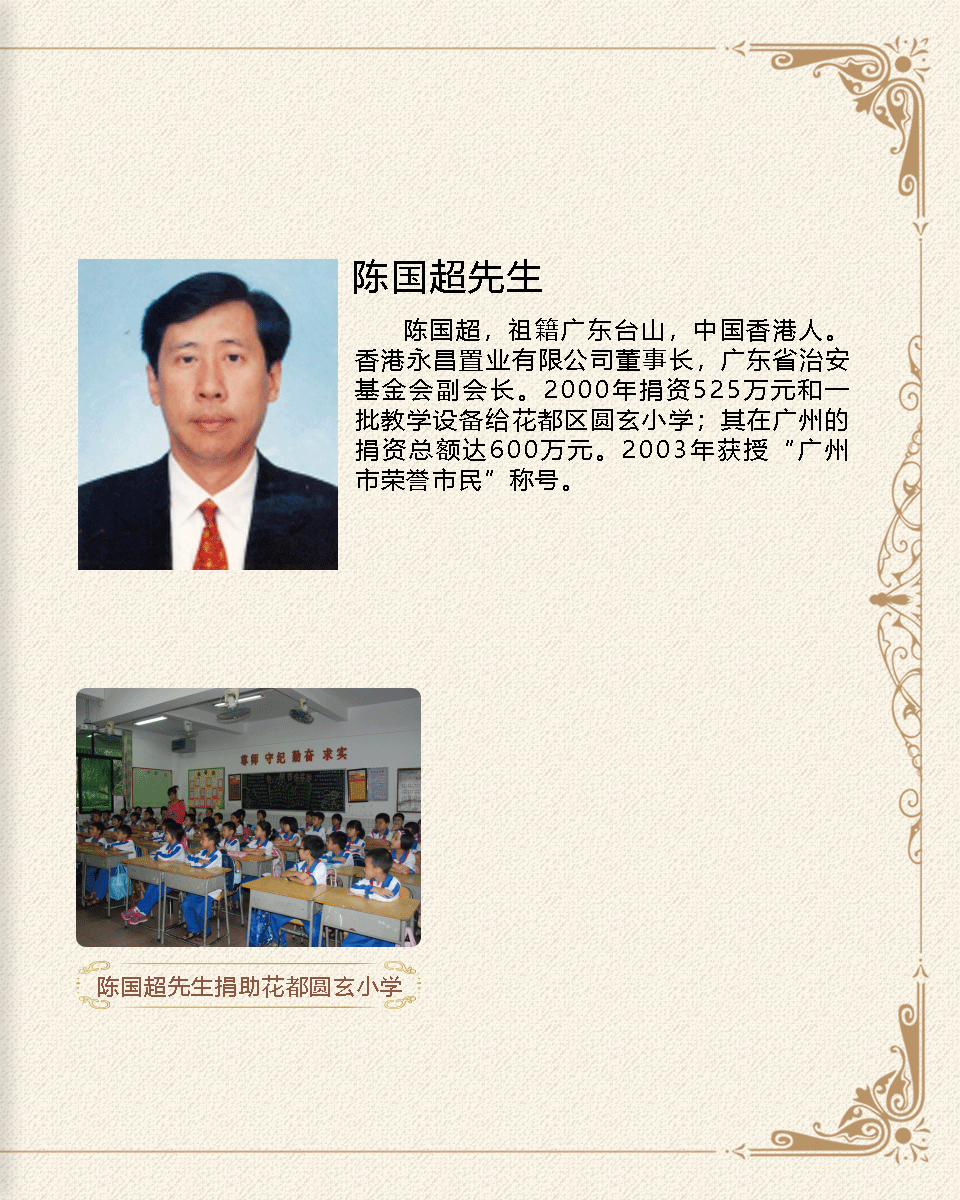 陈国超先生
陈国超，祖籍广东台山，中国香港人。
香港永昌置业有限公司董事长，广东省治安
基金会副会长。2000年捐资525万元和一
批教学设备给花都区圆玄小学；其在广州的
捐资总额达600万元。2003年获授“广州
市荣誉市民”称号。
尊师 守纪 勤奋 求实
陈国超先生捐助花都圆玄小学